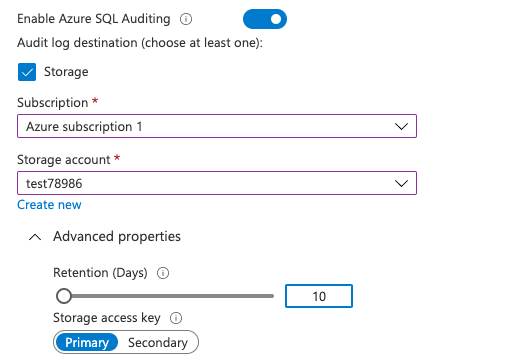 Enable Azure SQL Auditing
Audit log destination (choose at least one):
Storage
Subscription *
Azure subscription 1
Storage account *
test78986
Create new
Advanced properties
Retention (Days)
10
Storage access key
Primary Secondary